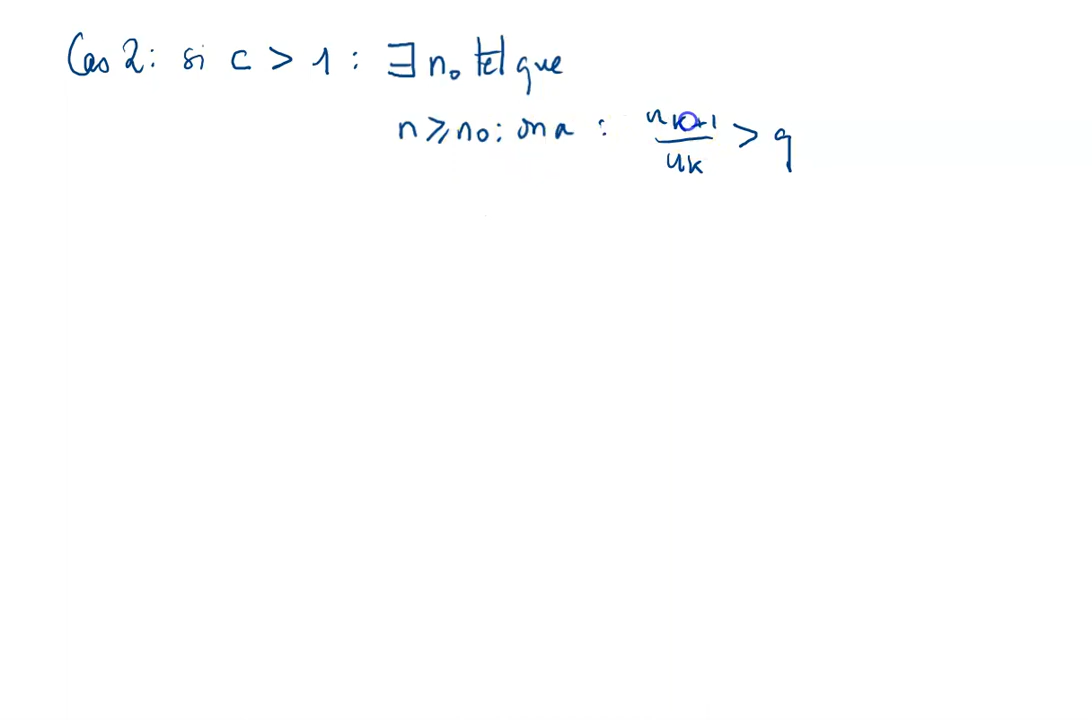 Cas 2: si c > 1 : ∃ n₀ tel que
n ⩾ n₀ : on a : u_{k+1}/u_k > q